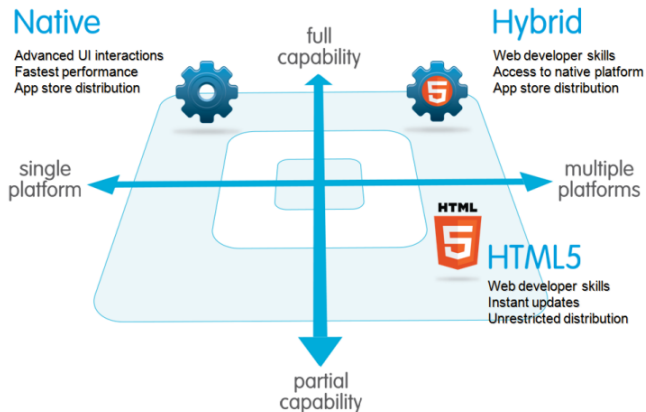 Native
Advanced UI interactions
Fastest performance
App store distribution
full
capability
Hybrid
Web developer skills
Access to native platform
App store distribution
5
single
platform
multiple
platforms
HTML
5
HTML5
Web developer skills
Instant updates
Unrestricted distribution
partial
capability